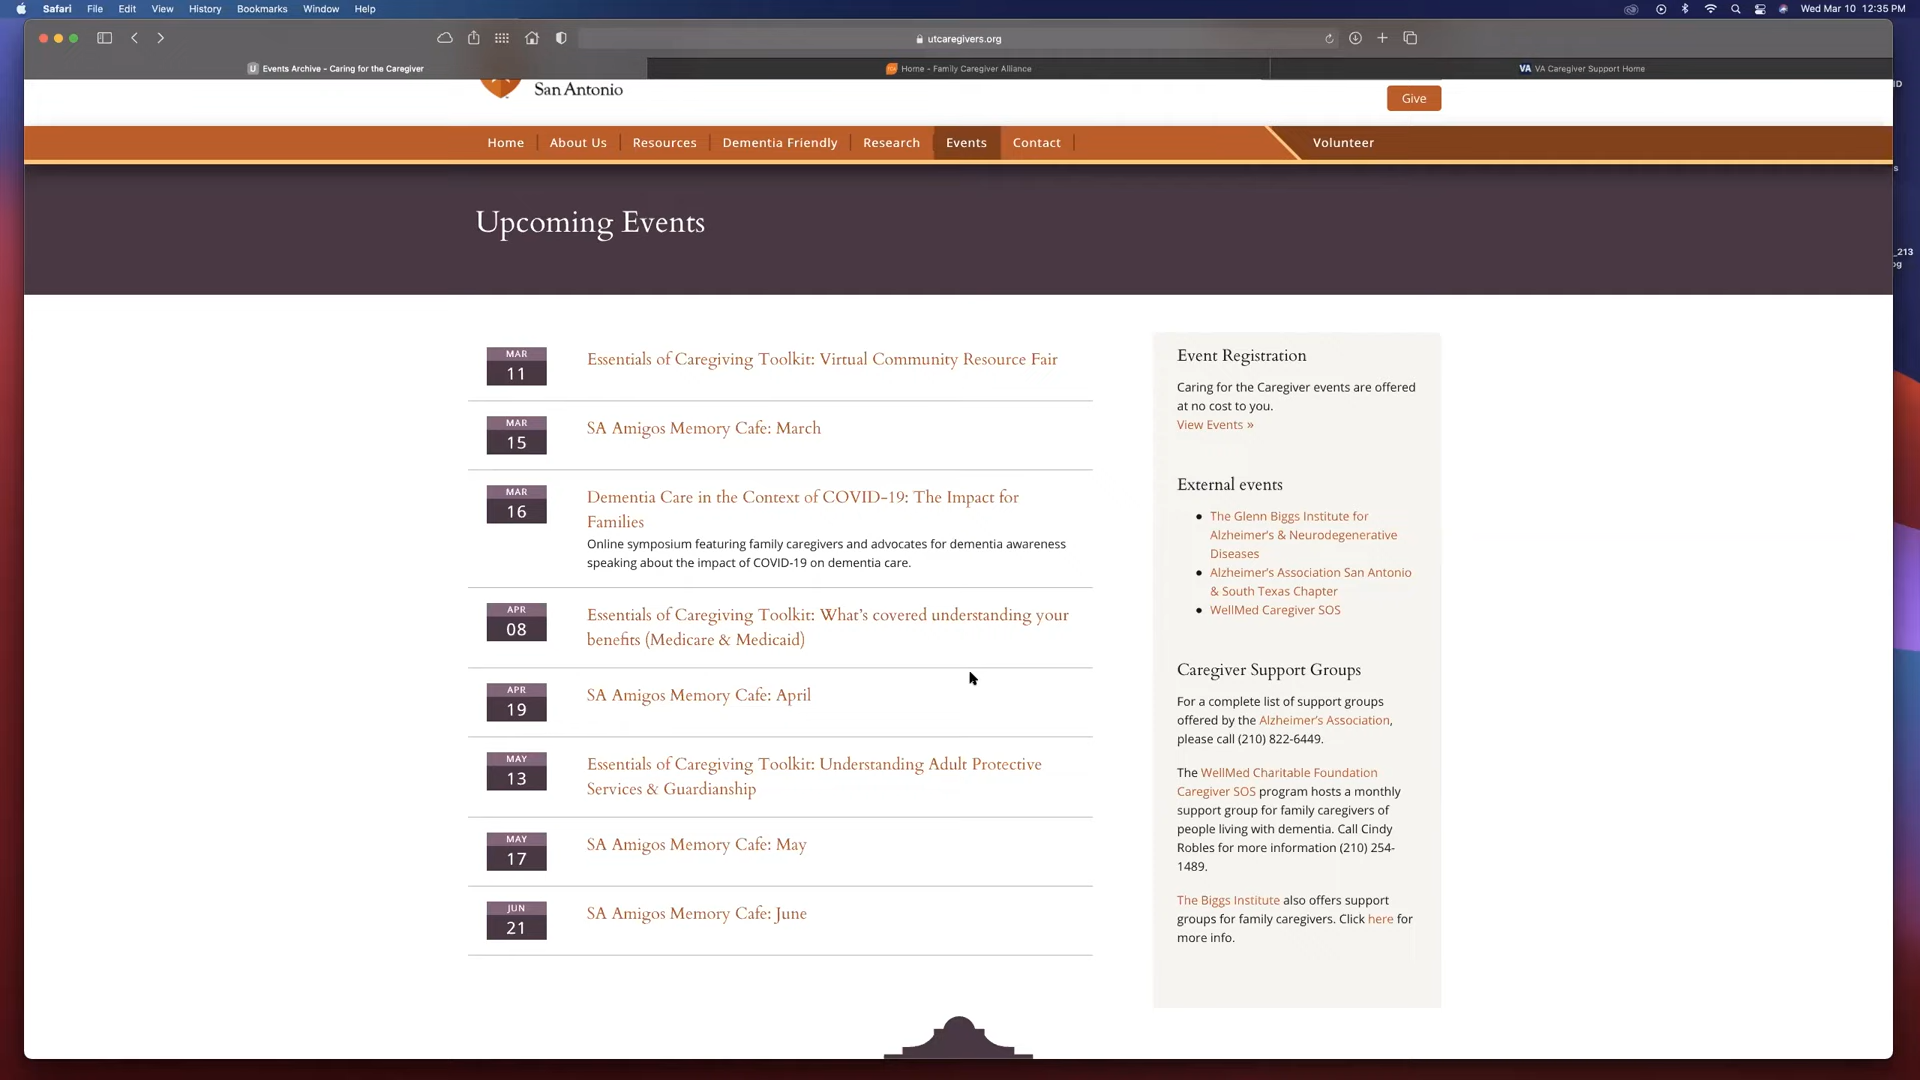 Safari File Edit View History Bookmarks Window Help
Wed Mar 10 12:35 PM
utcaregivers.org
Events Archive - Caring for the Caregiver
Home - Family Caregiver Alliance
VA VA Caregiver Support Home
San Antonio
Give
Home About Us Resources Dementia Friendly Research Events Contact Volunteer
Upcoming Events
MAR
11
Essentials of Caregiving Toolkit: Virtual Community Resource Fair
MAR
15
SA Amigos Memory Cafe: March
MAR
16
Dementia Care in the Context of COVID-19: The Impact for
Families
Online symposium featuring family caregivers and advocates for dementia awareness
speaking about the impact of COVID-19 on dementia care.
APR
08
Essentials of Caregiving Toolkit: What's covered understanding your
benefits (Medicare & Medicaid)
APR
19
SA Amigos Memory Cafe: April
MAY
13
Essentials of Caregiving Toolkit: Understanding Adult Protective
Services & Guardianship
MAY
17
SA Amigos Memory Cafe: May
JUN
21
SA Amigos Memory Cafe: June
Event Registration
Caring for the Caregiver events are offered
at no cost to you.
View Events »
External events
The Glenn Biggs Institute for
Alzheimer's & Neurodegenerative
Diseases
Alzheimer's Association San Antonio
& South Texas Chapter
WellMed Caregiver SOS
Caregiver Support Groups
For a complete list of support groups
offered by the Alzheimer's Association,
please call (210) 822-6449.
The WellMed Charitable Foundation
Caregiver SOS program hosts a monthly
support group for family caregivers of
people living with dementia. Call Cindy
Robles for more information (210) 254-
1489.
The Biggs Institute also offers support
groups for family caregivers. Click here for
more info.
_213